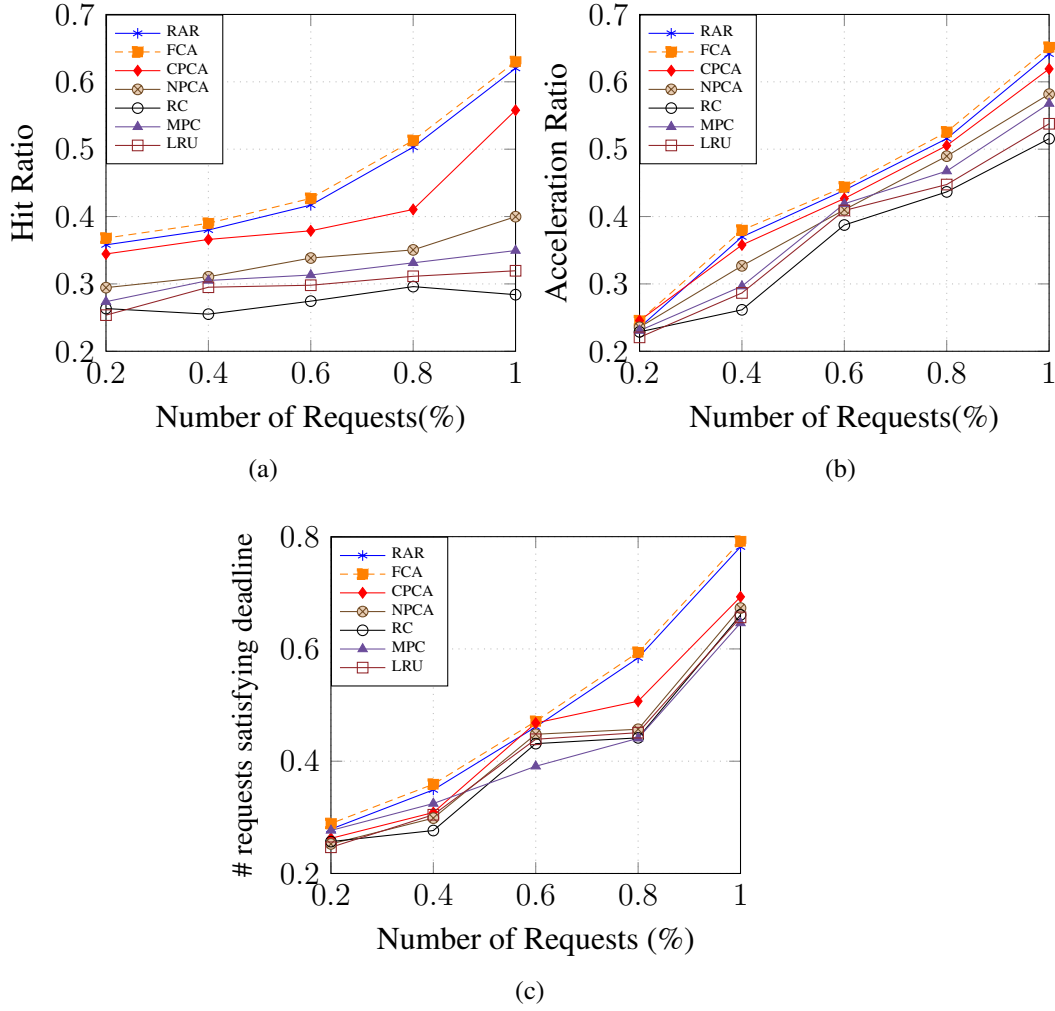 0.7
0.6
0.5
0.4
0.3
0.2
Hit Ratio
RAR
FCA
CPCA
NPCA
RC
MPC
LRU
0.2 0.4 0.6 0.8 1
Number of Requests(%)
(a)
0.7
0.6
0.5
0.4
0.3
0.2
Acceleration Ratio
RAR
FCA
CPCA
NPCA
RC
MPC
LRU
0.2 0.4 0.6 0.8 1
Number of Requests(%)
(b)
0.8
0.6
0.4
0.2
# requests satisfying deadline
RAR
FCA
CPCA
NPCA
RC
MPC
LRU
0.2 0.4 0.6 0.8 1
Number of Requests (%)
(c)